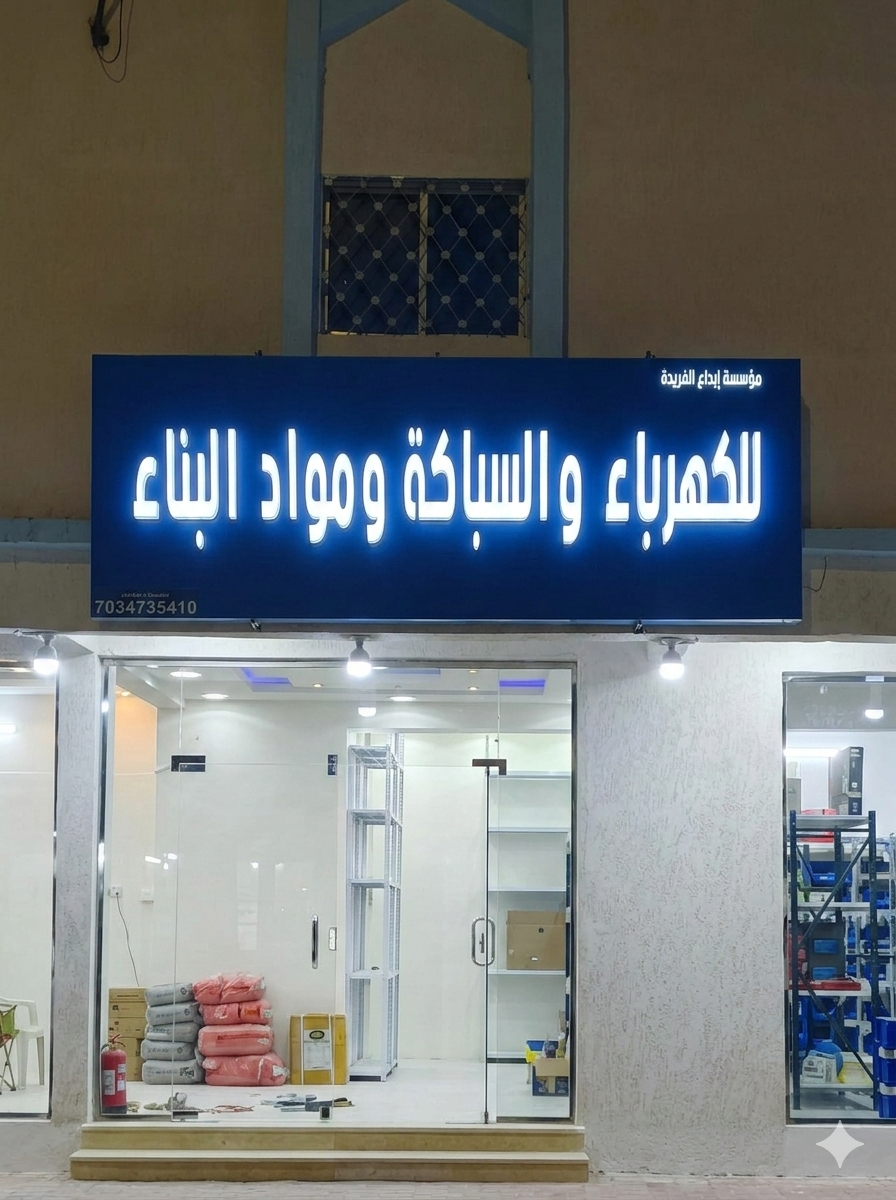 مؤسسة إبداع الفريدة
للكهرباء والسباكة ومواد البناء
7034735410